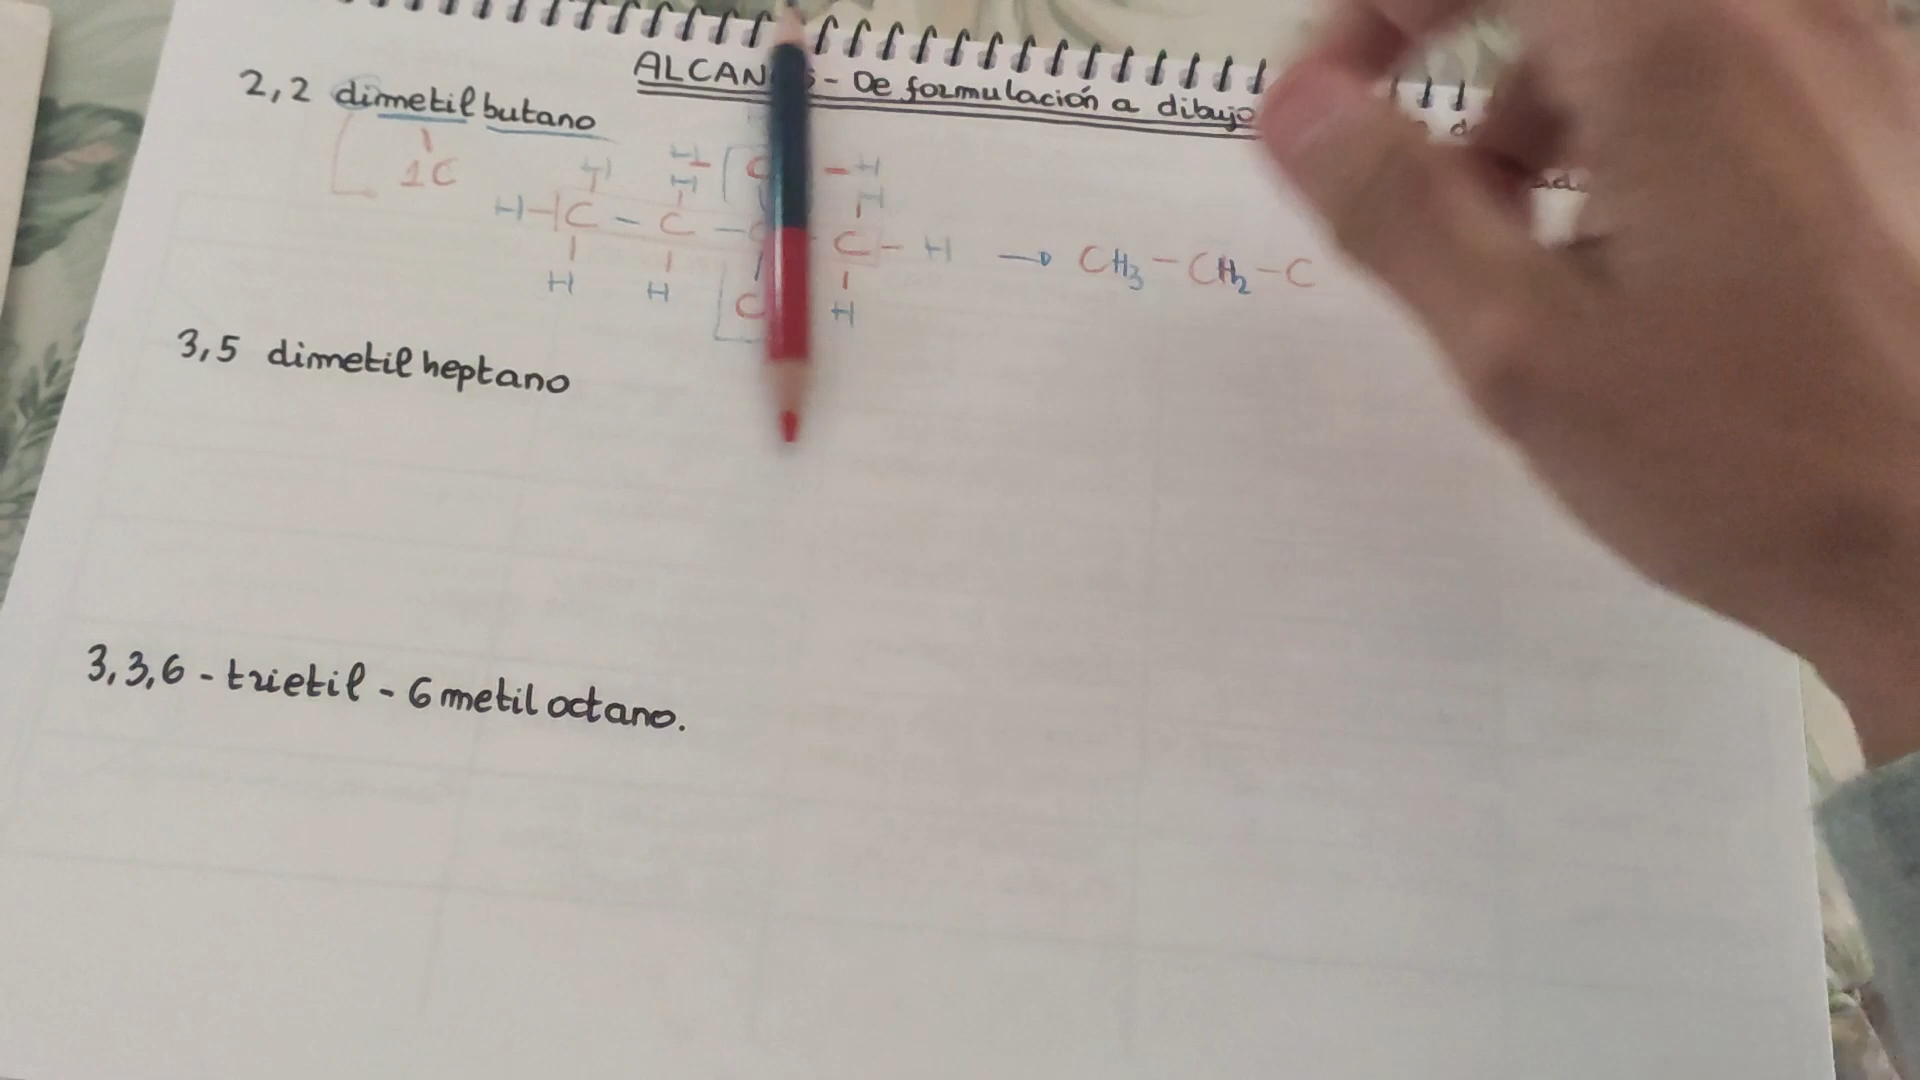 ALCAN S - De formulación a dibujo
2,2 dimetil butano
1C
H - C H
H H H
H - C - C - C - H → CH3 - CH2 - C
H H C H
3,5 dimetil heptano
3,3,6 - trietil - 6 metil octano.